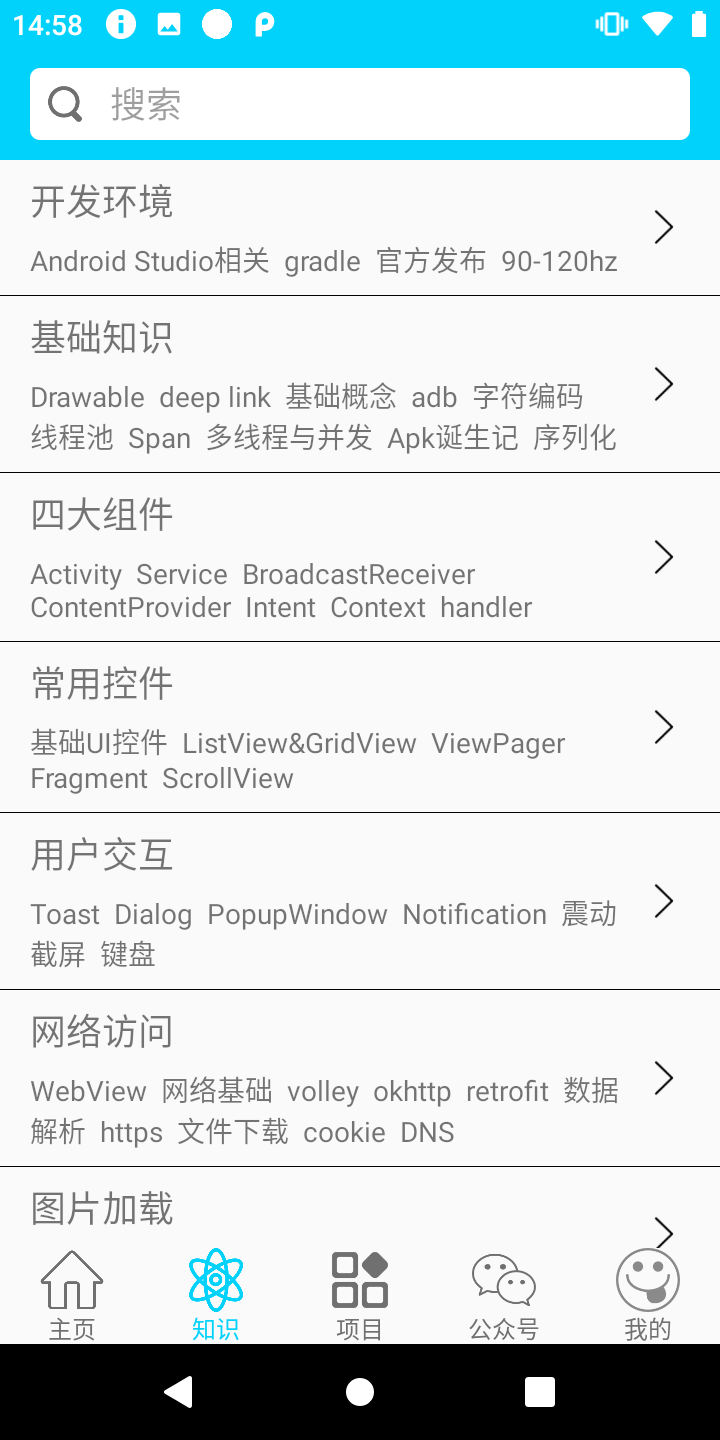 14:58
搜索
开发环境
Android Studio相关 gradle 官方发布 90-120hz
基础知识
Drawable deep link 基础概念 adb 字符编码
线程池 Span 多线程与并发 Apk诞生记 序列化
四大组件
Activity Service BroadcastReceiver
ContentProvider Intent Context handler
常用控件
基础UI控件 ListView&GridView ViewPager
Fragment ScrollView
用户交互
Toast Dialog PopupWindow Notification 震动
截屏 键盘
网络访问
WebView 网络基础 volley okhttp retrofit 数据
解析 https 文件下载 cookie DNS
图片加载
主页 知识 项目 公众号 我的